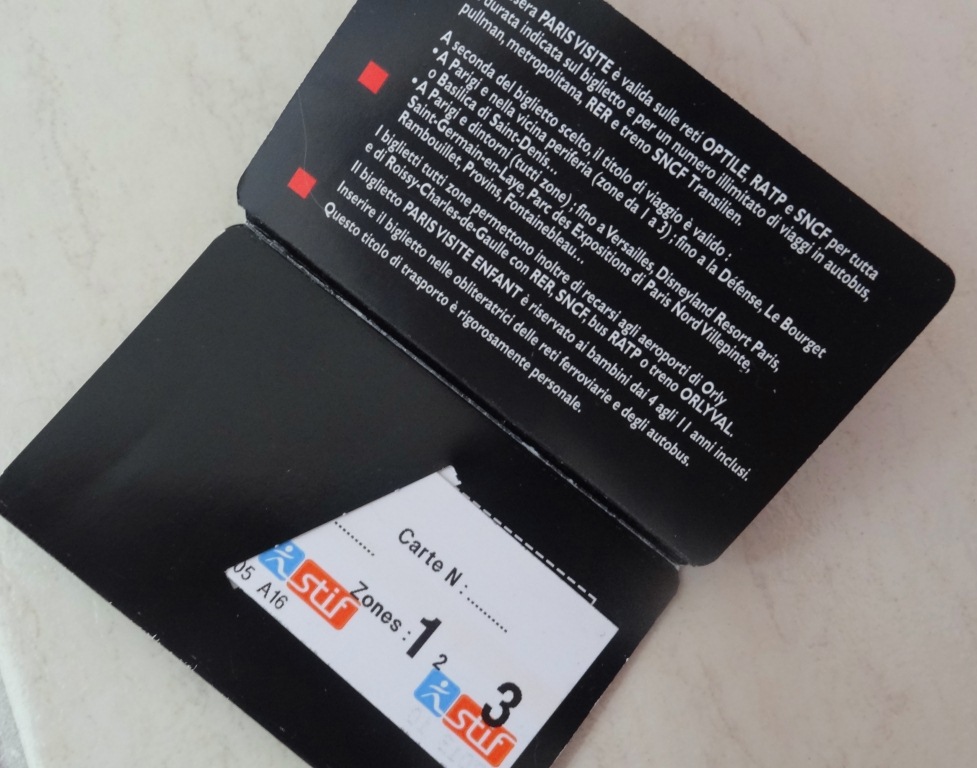 PARIS VISITE è valida sulle reti OPTILE, RATP e SNCF per tutta
durata indicata sul biglietto e per un numero illimitato di viaggi in autobus,
pullman, metropolitana, RER e treno SNCF Transilien.
A seconda del biglietto scelto, il titolo di viaggio è valido :
•A Parigi e nella vicina periferia (zone da 1 a 3) ; fino a la Défense, Le Bourget
o Basilica di Saint-Denis...
•A Parigi e dintorni (tutti zone) ; fino a Versailles, Disneyland Resort Paris,
Saint-Germain-en-Laye, Parc des Expositions di Paris Nord Villepinte,
Rambouillet, Provins, Fontainebleau...
I biglietti tutti zone permettono inoltre di recarsi agli aeroporti di Orly
e di Roissy-Charles-de-Gaulle con RER, SNCF, bus RATP o treno ORLYVAL.
Il biglietto PARIS VISITE ENFANT è riservato ai bambini dai 4 agli 11 anni inclusi.
Inserire il biglietto nelle obliteratrici delle reti ferroviarie e degli autobus.
Questo titolo di trasporto è rigorosamente personale.
Carte N : ..........
stif
05 A16
Zones : 1 2 3
stif